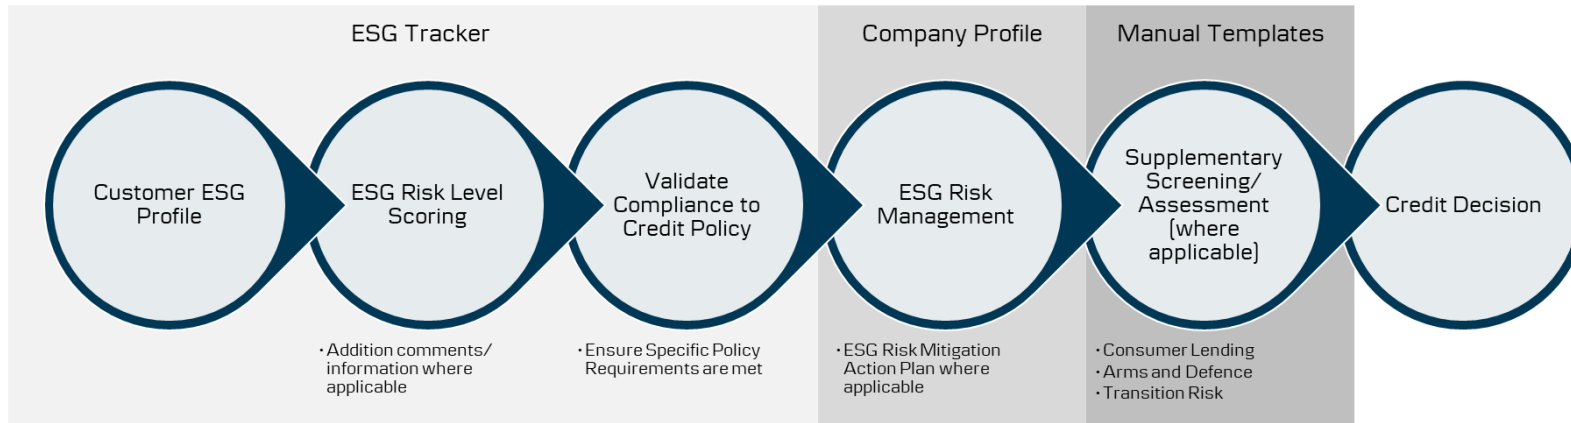 ESG Tracker
Company Profile
Manual Templates
Customer ESG
Profile
ESG Risk Level
Scoring
Validate
Compliance to
Credit Policy
ESG Risk
Management
Supplementary
Screening/
Assessment
(where
applicable)
Credit Decision
· Addition comments/
information where
applicable
· Ensure Specific Policy
Requirements are met
· ESG Risk Mitigation
Action Plan where
applicable
· Consumer Lending
· Arms and Defence
· Transition Risk